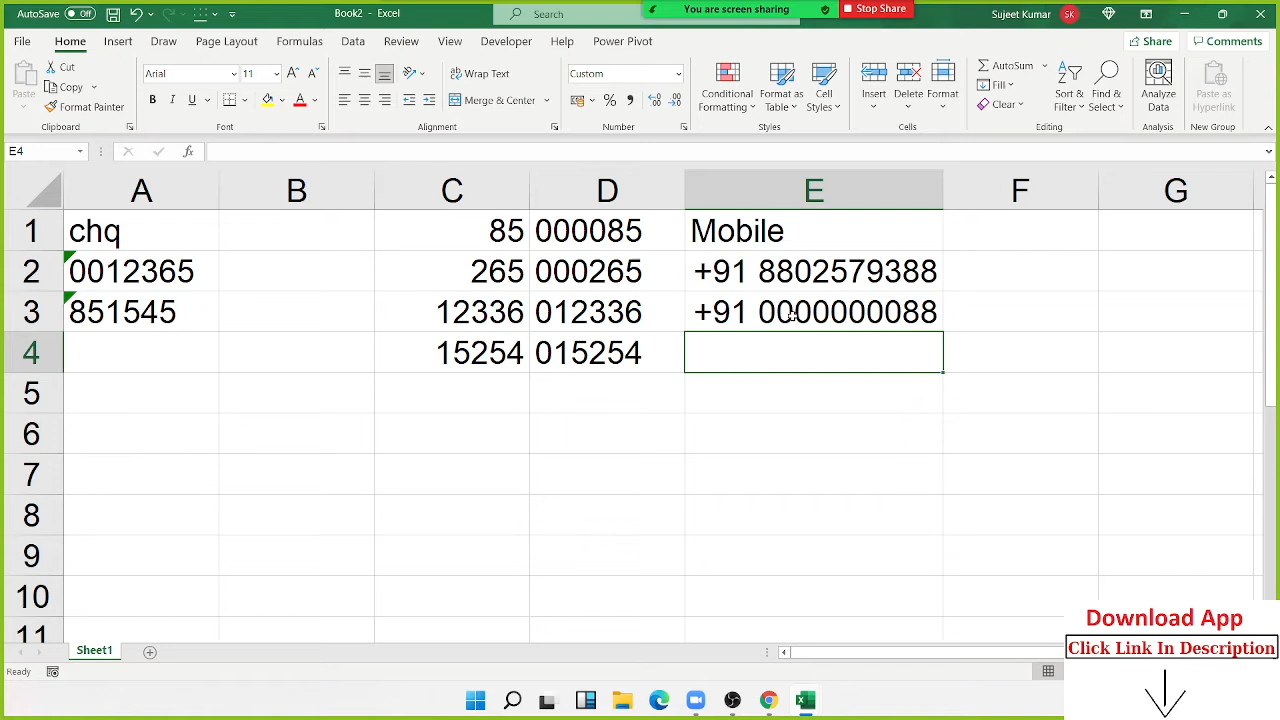 AutoSave Off Book2 - Excel Search You are screen sharing Stop Share Sujeet Kumar SK
File Home Insert Draw Page Layout Formulas Data Review View Developer Help Power Pivot Share Comments
Paste Cut Copy Format Painter Clipboard
Arial 11 B I U A Font
Wrap Text Merge & Center Alignment
Custom % Number
Conditional Formatting Format as Table Cell Styles Styles
Insert Delete Format Cells
AutoSum Fill Clear Sort & Filter Find & Select Editing
Analyze Data Analysis
Paste as Hyperlink New Group
E4 fx
A B C D E F G
1 chq 85 000085 Mobile
2 0012365 265 000265 +91 8802579388
3 851545 12336 012336 +91 0000000088
4 15254 015254
5
6
7
8
9
10
11
Sheet1
Ready
Download App
Click Link In Description